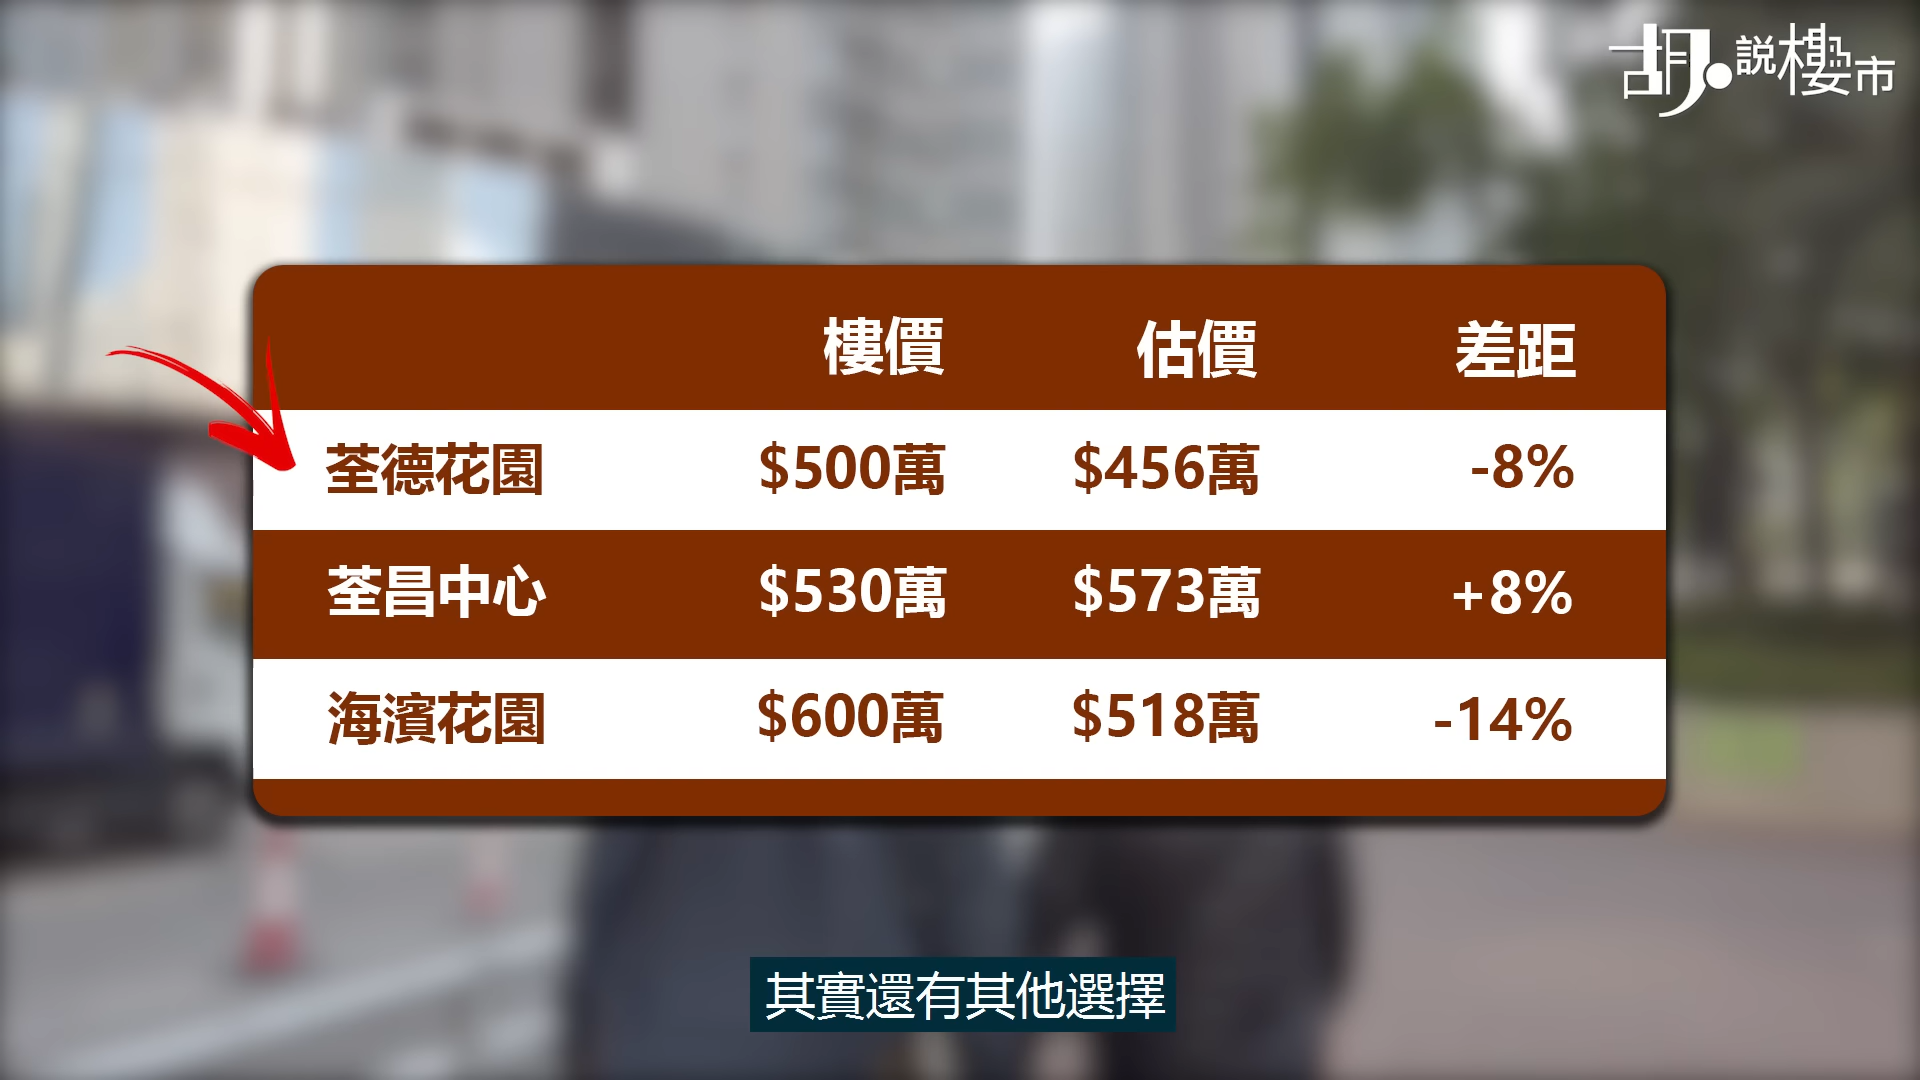 胡.説樓市
樓價 估價 差距
荃德花園 $500萬 $456萬 -8%
荃昌中心 $530萬 $573萬 +8%
海濱花園 $600萬 $518萬 -14%
其實還有其他選擇